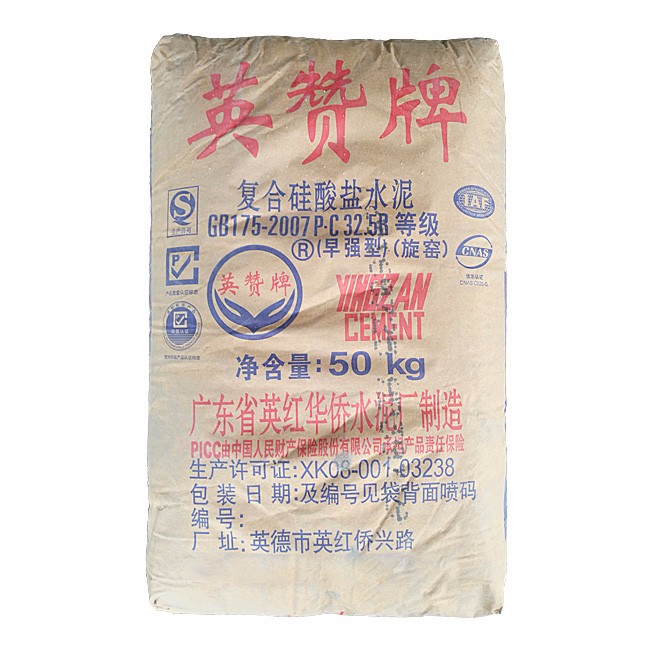 英赞牌
复合硅酸盐水泥
GB175-2007 P·C 32.5R 等级
®(早强型)(旋窑)
英赞牌
YINGZAN
CEMENT
IAF
CNAS
净含量:50 kg
广东省英红华侨水泥厂制造
PICC由中国人民财产保险股份有限公司承担产品责任保险
生产许可证:XK08-001-03238
包装日期:及编号见袋背面喷码
编号:
厂址:英德市英红侨兴路